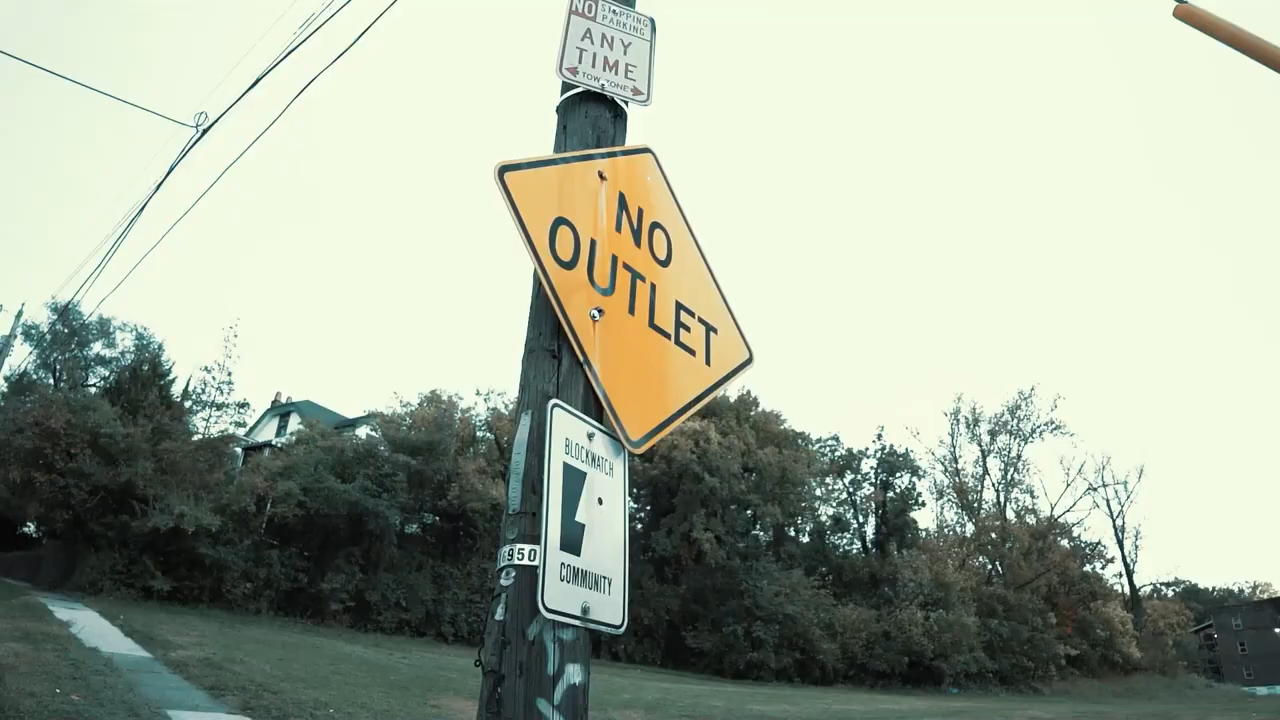 NO STOPPING
PARKING
ANY
TIME
TOW ZONE
NO
OUTLET
BLOCKWATCH
COMMUNITY
950